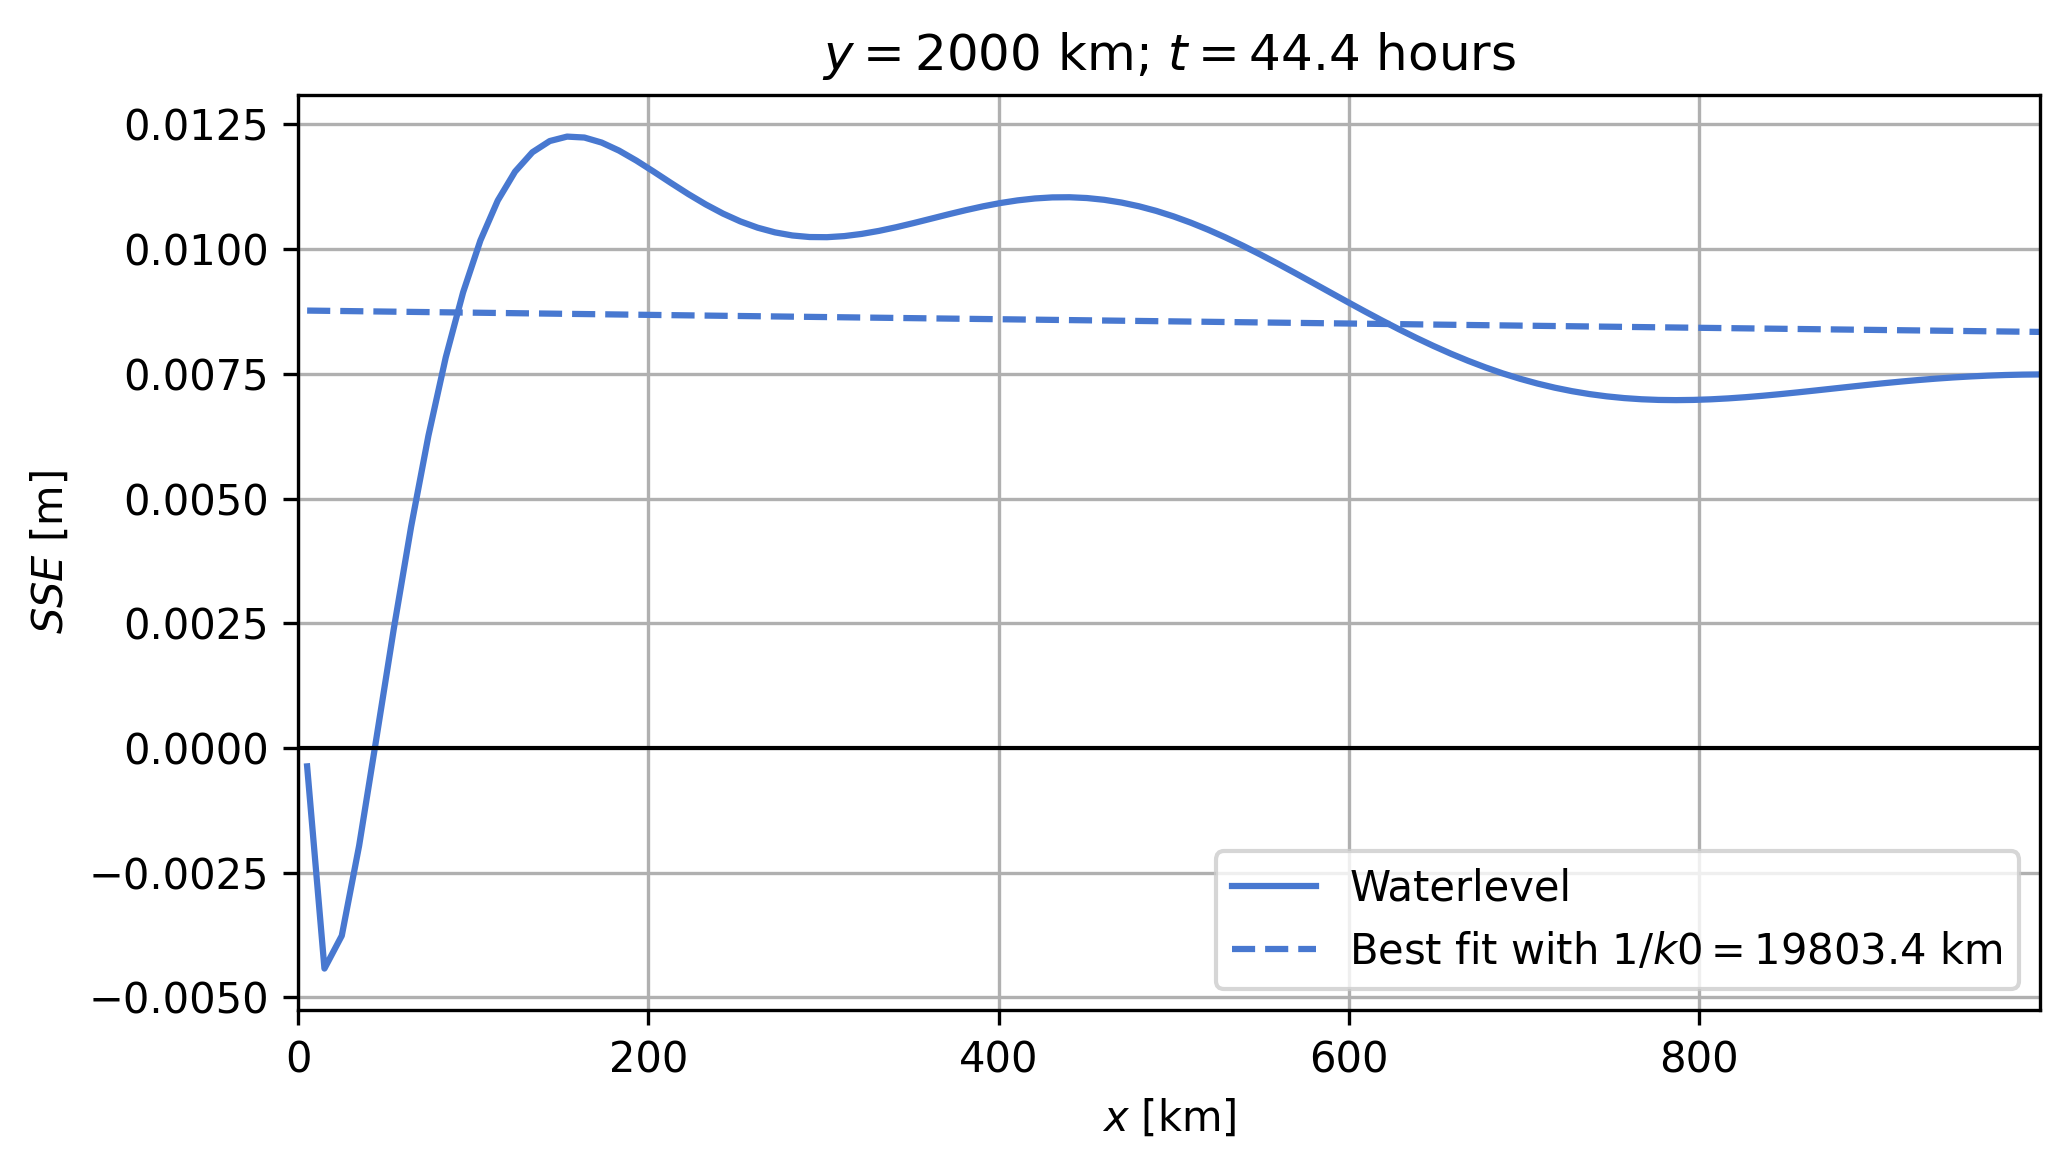 y = 2000 km; t = 44.4 hours
0.0125
0.0100
0.0075
0.0050
0.0025
0.0000
−0.0025
−0.0050
SSE [m]
Waterlevel
Best fit with 1/k0 = 19803.4 km
0 200 400 600 800
x [km]